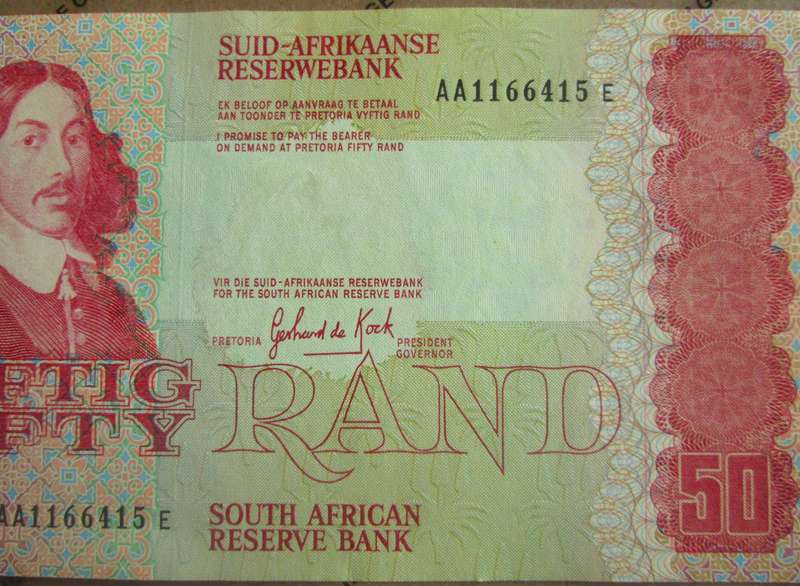 SUID-AFRIKAANSE
RESERWEBANK
AA1166415 E
EK BELOOF OP AANVRAAG TE BETAAL
AAN TOONDER TE PRETORIA VYFTIG RAND
I PROMISE TO PAY THE BEARER
ON DEMAND AT PRETORIA FIFTY RAND
VIR DIE SUID-AFRIKAANSE RESERWEBANK
FOR THE SOUTH AFRICAN RESERVE BANK
Gerhard de Kock
PRETORIA PRESIDENT
GOVERNOR
FTIG
FTY
RAND
50
AA1166415 E
SOUTH AFRICAN
RESERVE BANK